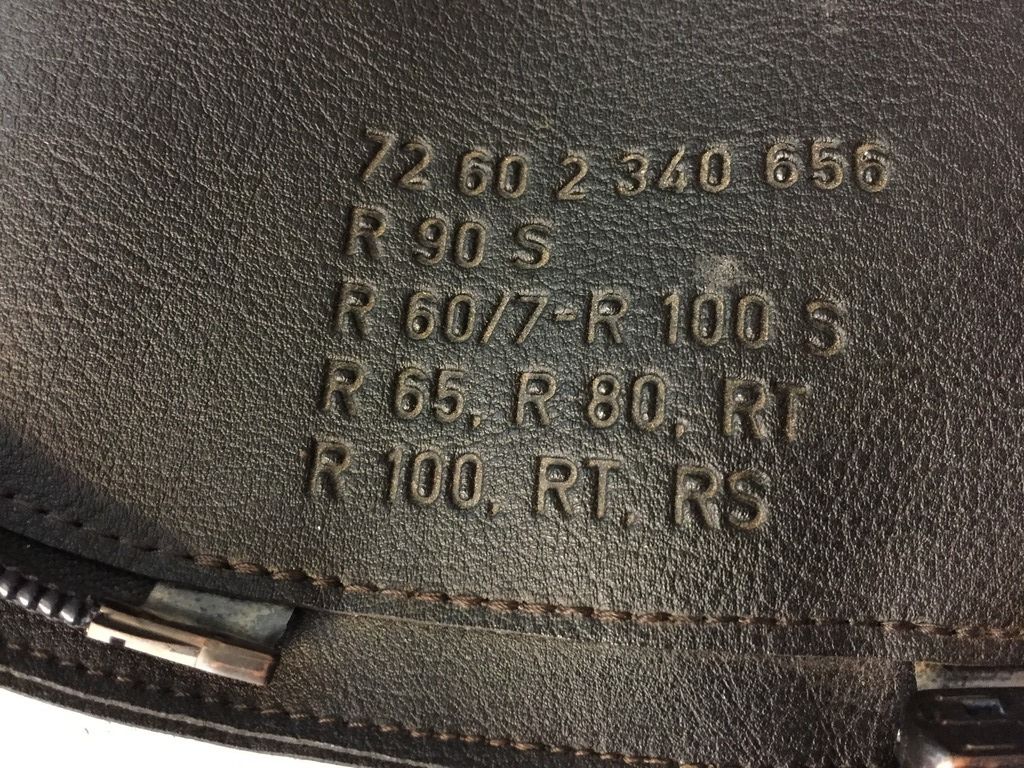 72 60 2 340 656
R 90 S
R 60/7-R 100 S
R 65, R 80, RT
R 100, RT, RS